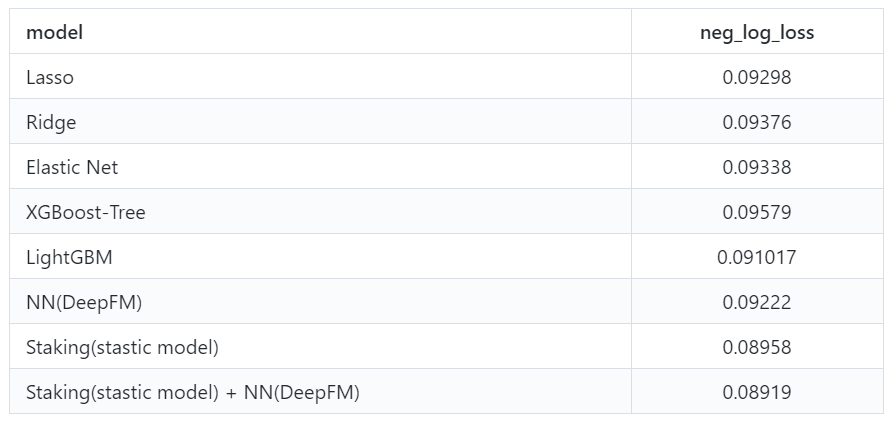 model neg_log_loss
Lasso 0.09298
Ridge 0.09376
Elastic Net 0.09338
XGBoost-Tree 0.09579
LightGBM 0.091017
NN(DeepFM) 0.09222
Staking(stastic model) 0.08958
Staking(stastic model) + NN(DeepFM) 0.08919